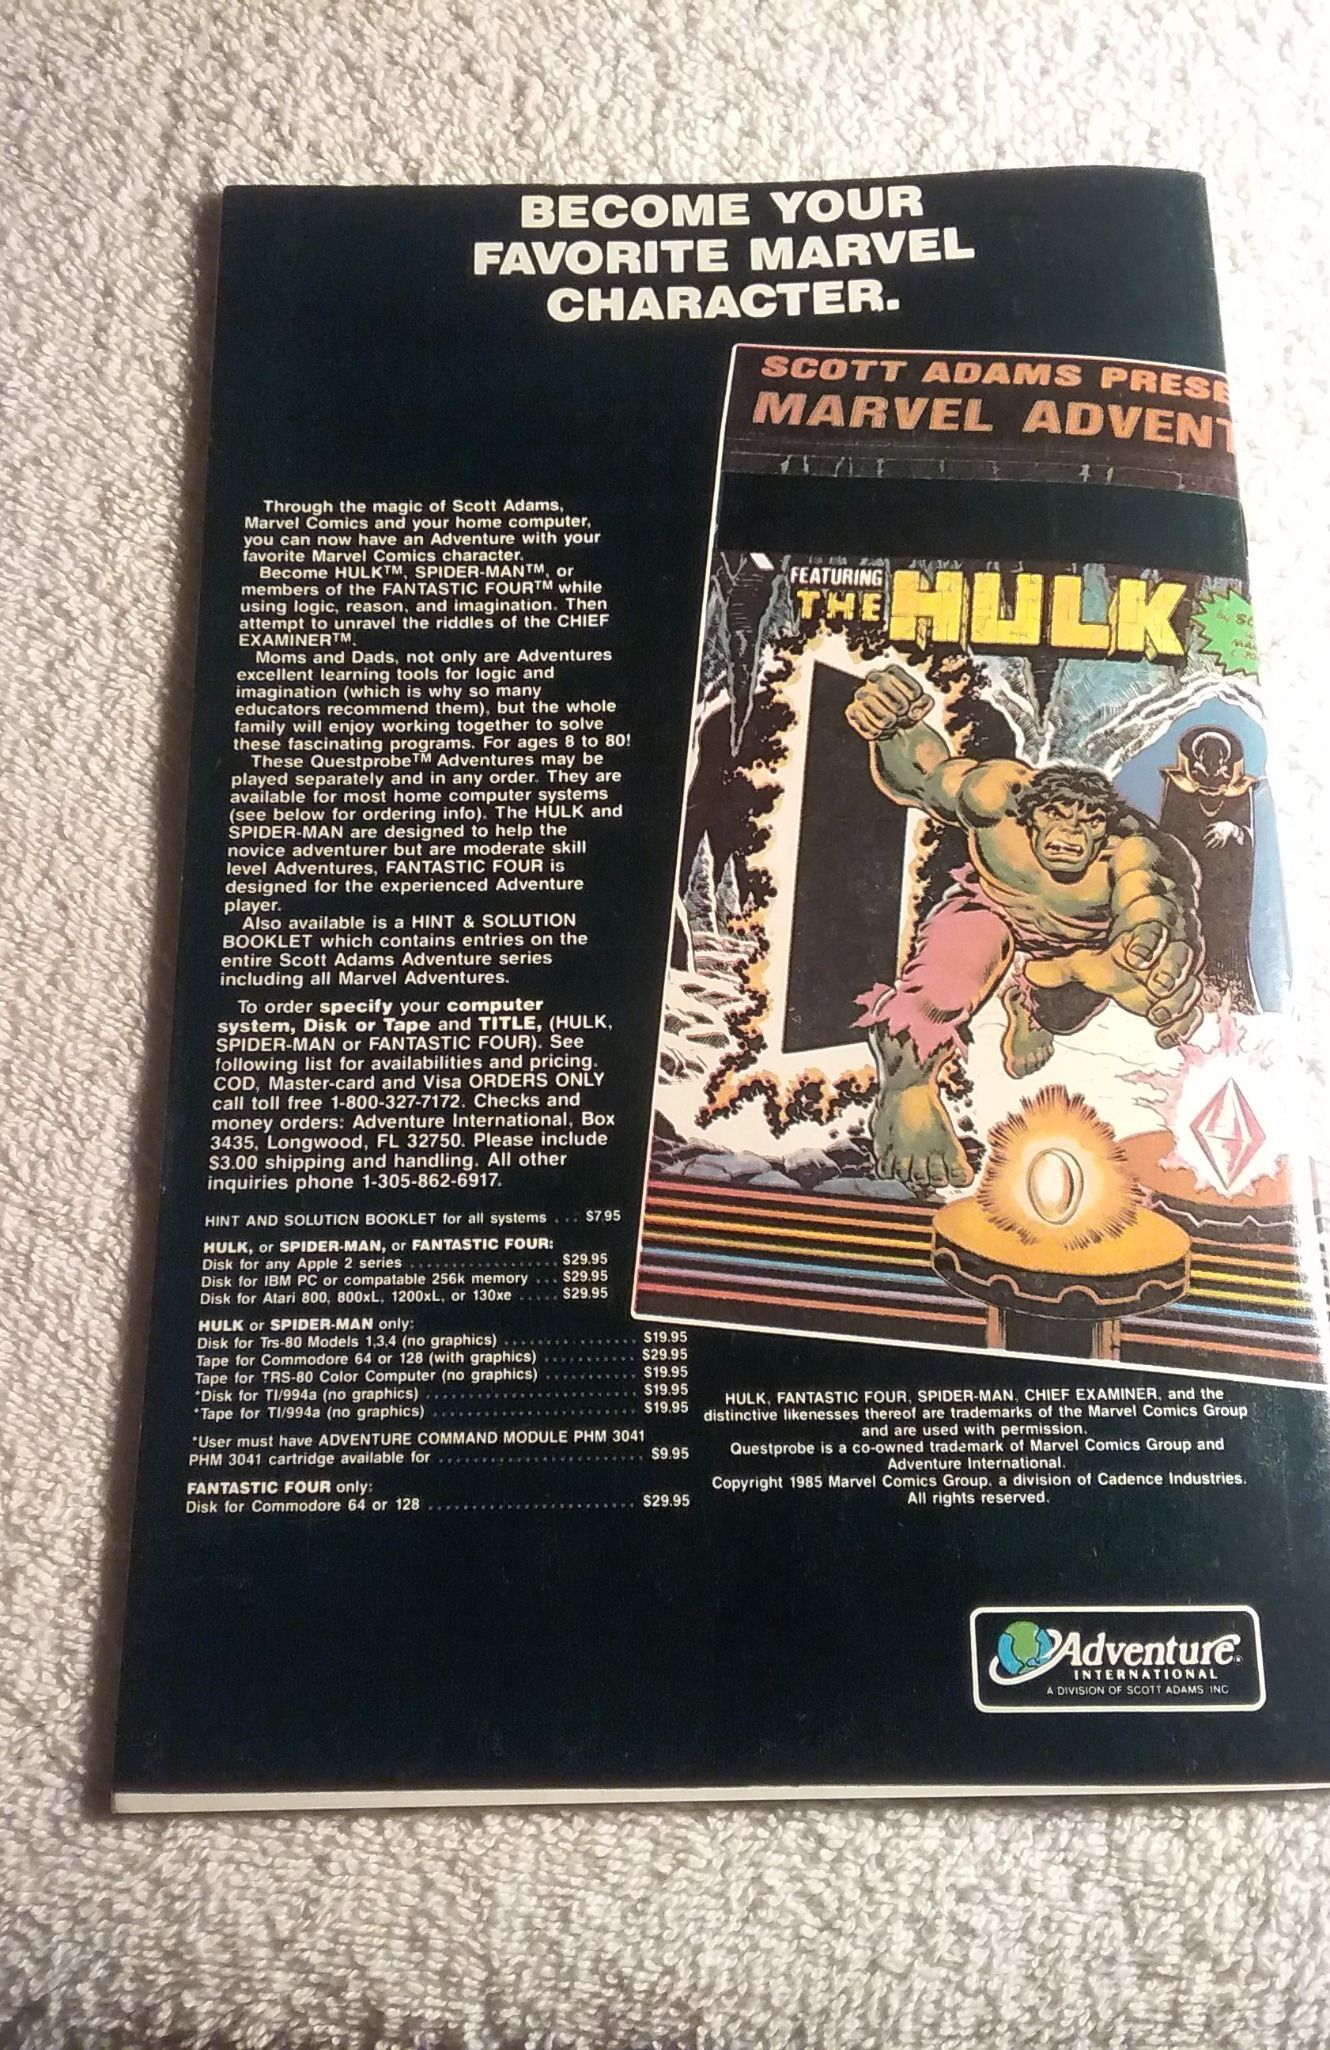 BECOME YOUR
FAVORITE MARVEL
CHARACTER.
SCOTT ADAMS PRESE
MARVEL ADVENT
FEATURING
THE HULK
Through the magic of Scott Adams,
Marvel Comics and your home computer,
you can now have an Adventure with your
favorite Marvel Comics character.
Become HULK™, SPIDER-MAN™, or
members of the FANTASTIC FOUR™ while
using logic, reason, and imagination. Then
attempt to unravel the riddles of the CHIEF
EXAMINER™.
Moms and Dads, not only are Adventures
excellent learning tools for logic and
imagination (which is why so many
educators recommend them), but the whole
family will enjoy working together to solve
these fascinating programs. For ages 8 to 80!
These Questprobe™ Adventures may be
played separately and in any order. They are
available for most home computer systems
(see below for ordering info). The HULK and
SPIDER-MAN are designed to help the
novice adventurer but are moderate skill
level Adventures, FANTASTIC FOUR is
designed for the experienced Adventure
player.
Also available is a HINT & SOLUTION
BOOKLET which contains entries on the
entire Scott Adams Adventure series
including all Marvel Adventures.
To order specify your computer
system, Disk or Tape and TITLE, (HULK,
SPIDER-MAN or FANTASTIC FOUR). See
following list for availabilities and pricing.
COD, Master-card and Visa ORDERS ONLY
call toll free 1-800-327-7172. Checks and
money orders: Adventure International, Box
3435, Longwood, FL 32750. Please include
$3.00 shipping and handling. All other
inquiries phone 1-305-862-6917.
HINT AND SOLUTION BOOKLET for all systems ... $7.95
HULK, or SPIDER-MAN, or FANTASTIC FOUR:
Disk for any Apple 2 series .................. $29.95
Disk for IBM PC or compatable 256k memory ... $29.95
Disk for Atari 800, 800xL, 1200xL, or 130xe ..... $29.95
HULK or SPIDER-MAN only:
Disk for Trs-80 Models 1,3,4 (no graphics) ................ $19.95
Tape for Commodore 64 or 128 (with graphics) ........... $29.95
Tape for TRS-80 Color Computer (no graphics) ........... $19.95
*Disk for TI/994a (no graphics) ......................... $19.95
*Tape for TI/994a (no graphics) ........................ $19.95
*User must have ADVENTURE COMMAND MODULE PHM 3041
PHM 3041 cartridge available for ........................ $9.95
FANTASTIC FOUR only:
Disk for Commodore 64 or 128 ......................... $29.95
HULK, FANTASTIC FOUR, SPIDER-MAN, CHIEF EXAMINER, and the
distinctive likenesses thereof are trademarks of the Marvel Comics Group
and are used with permission.
Questprobe is a co-owned trademark of Marvel Comics Group and
Adventure International.
Copyright 1985 Marvel Comics Group, a division of Cadence Industries.
All rights reserved.
Adventure®
INTERNATIONAL
A DIVISION OF SCOTT ADAMS INC